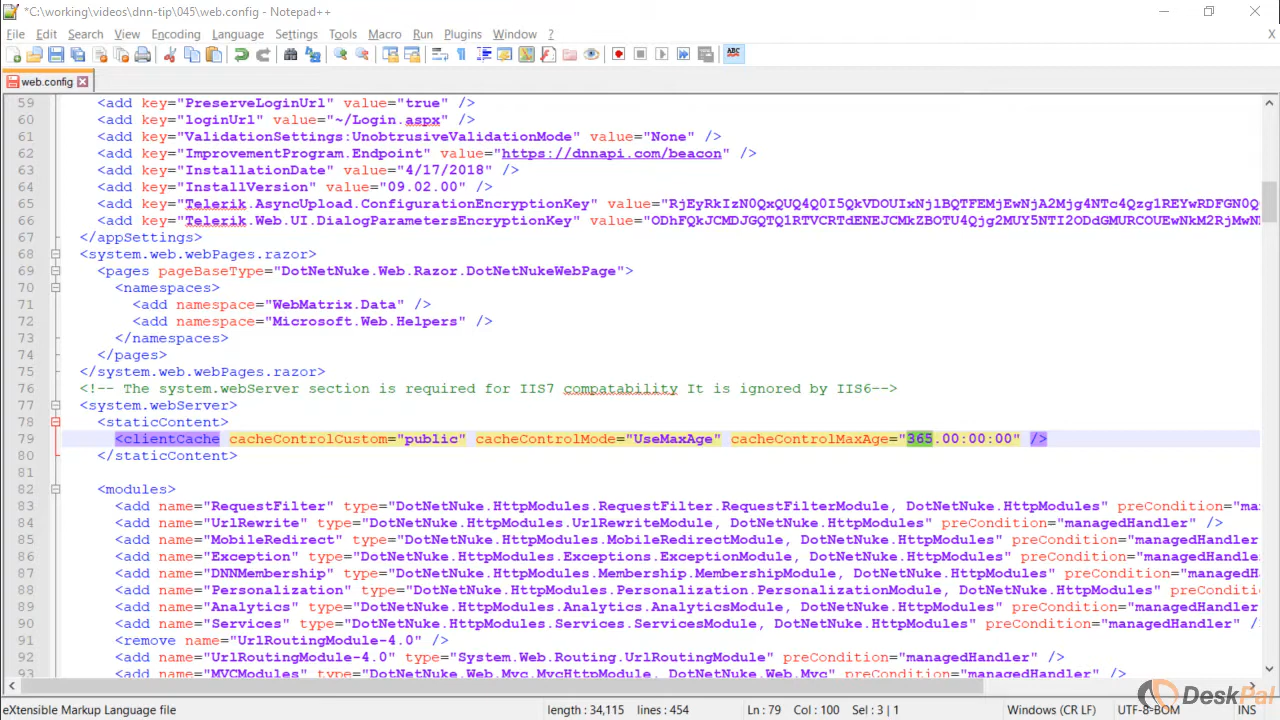 *C:\working\videos\dnn-tip\045\web.config - Notepad++
File Edit Search View Encoding Language Settings Tools Macro Run Plugins Window ? X
ABC
web.config
59 <add key="PreserveLoginUrl" value="true" />
60 <add key="loginUrl" value="~/Login.aspx" />
61 <add key="ValidationSettings:UnobtrusiveValidationMode" value="None" />
62 <add key="ImprovementProgram.Endpoint" value="https://dnnapi.com/beacon" />
63 <add key="InstallationDate" value="4/17/2018" />
64 <add key="InstallVersion" value="09.02.00" />
65 <add key="Telerik.AsyncUpload.ConfigurationEncryptionKey"
66 <add key="Telerik.Web.UI.DialogParametersEncryptionKey"
67 </appSettings>
68 <system.web.webPages.razor>
69 <pages pageBaseType="DotNetNuke.Web.Razor.DotNetNukeWebPage">
70 <namespaces>
71 <add namespace="WebMatrix.Data" />
72 <add namespace="Microsoft.Web.Helpers" />
73 </namespaces>
74 </pages>
75 </system.web.webPages.razor>
76 <!-- The system.webServer section is required for IIS7 compatability It is ignored by IIS6-->
77 <system.webServer>
78 <staticContent>
79 <clientCache cacheControlCustom="public" cacheControlMode="UseMaxAge" cacheControlMaxAge="365.00:00:00" />
80 </staticContent>
81
82 <modules>
83 <add name="RequestFilter" type="DotNetNuke.HttpModules.RequestFilter.RequestFilterModule, DotNetNuke.HttpModules" preCondition="ma
84 <add name="UrlRewrite" type="DotNetNuke.HttpModules.UrlRewriteModule, DotNetNuke.HttpModules" preCondition="managedHandler" />
85 <add name="MobileRedirect" type="DotNetNuke.HttpModules.MobileRedirectModule, DotNetNuke.HttpModules" preCondition="managedHandler
86 <add name="Exception" type="DotNetNuke.HttpModules.Exceptions.ExceptionModule, DotNetNuke.HttpModules" preCondition="managedHandle
87 <add name="DNNMembership" type="DotNetNuke.HttpModules.Membership.MembershipModule, DotNetNuke.HttpModules" preCondition="managedH
88 <add name="Personalization" type="DotNetNuke.HttpModules.Personalization.PersonalizationModule, DotNetNuke.HttpModules" preConditi
89 <add name="Analytics" type="DotNetNuke.HttpModules.Analytics.AnalyticsModule, DotNetNuke.HttpModules" preCondition="managedHandler
90 <add name="Services" type="DotNetNuke.HttpModules.Services.ServicesModule, DotNetNuke.HttpModules" preCondition="managedHandler" /
91 <remove name="UrlRoutingModule-4.0" />
92 <add name="UrlRoutingModule-4.0" type="System.Web.Routing.UrlRoutingModule" preCondition="managedHandler" />
93 <add name="MVCModules" type="DotNetNuke.Web.Mvc.MvcHttpModule, DotNetNuke.Web.Mvc" preCondition="managedHandler" />
DeskPal
eXtensible Markup Language file length : 34,115 lines : 454 Ln : 79 Col : 100 Sel : 3 | 1 Windows (CR LF) UTF-8-BOM INS